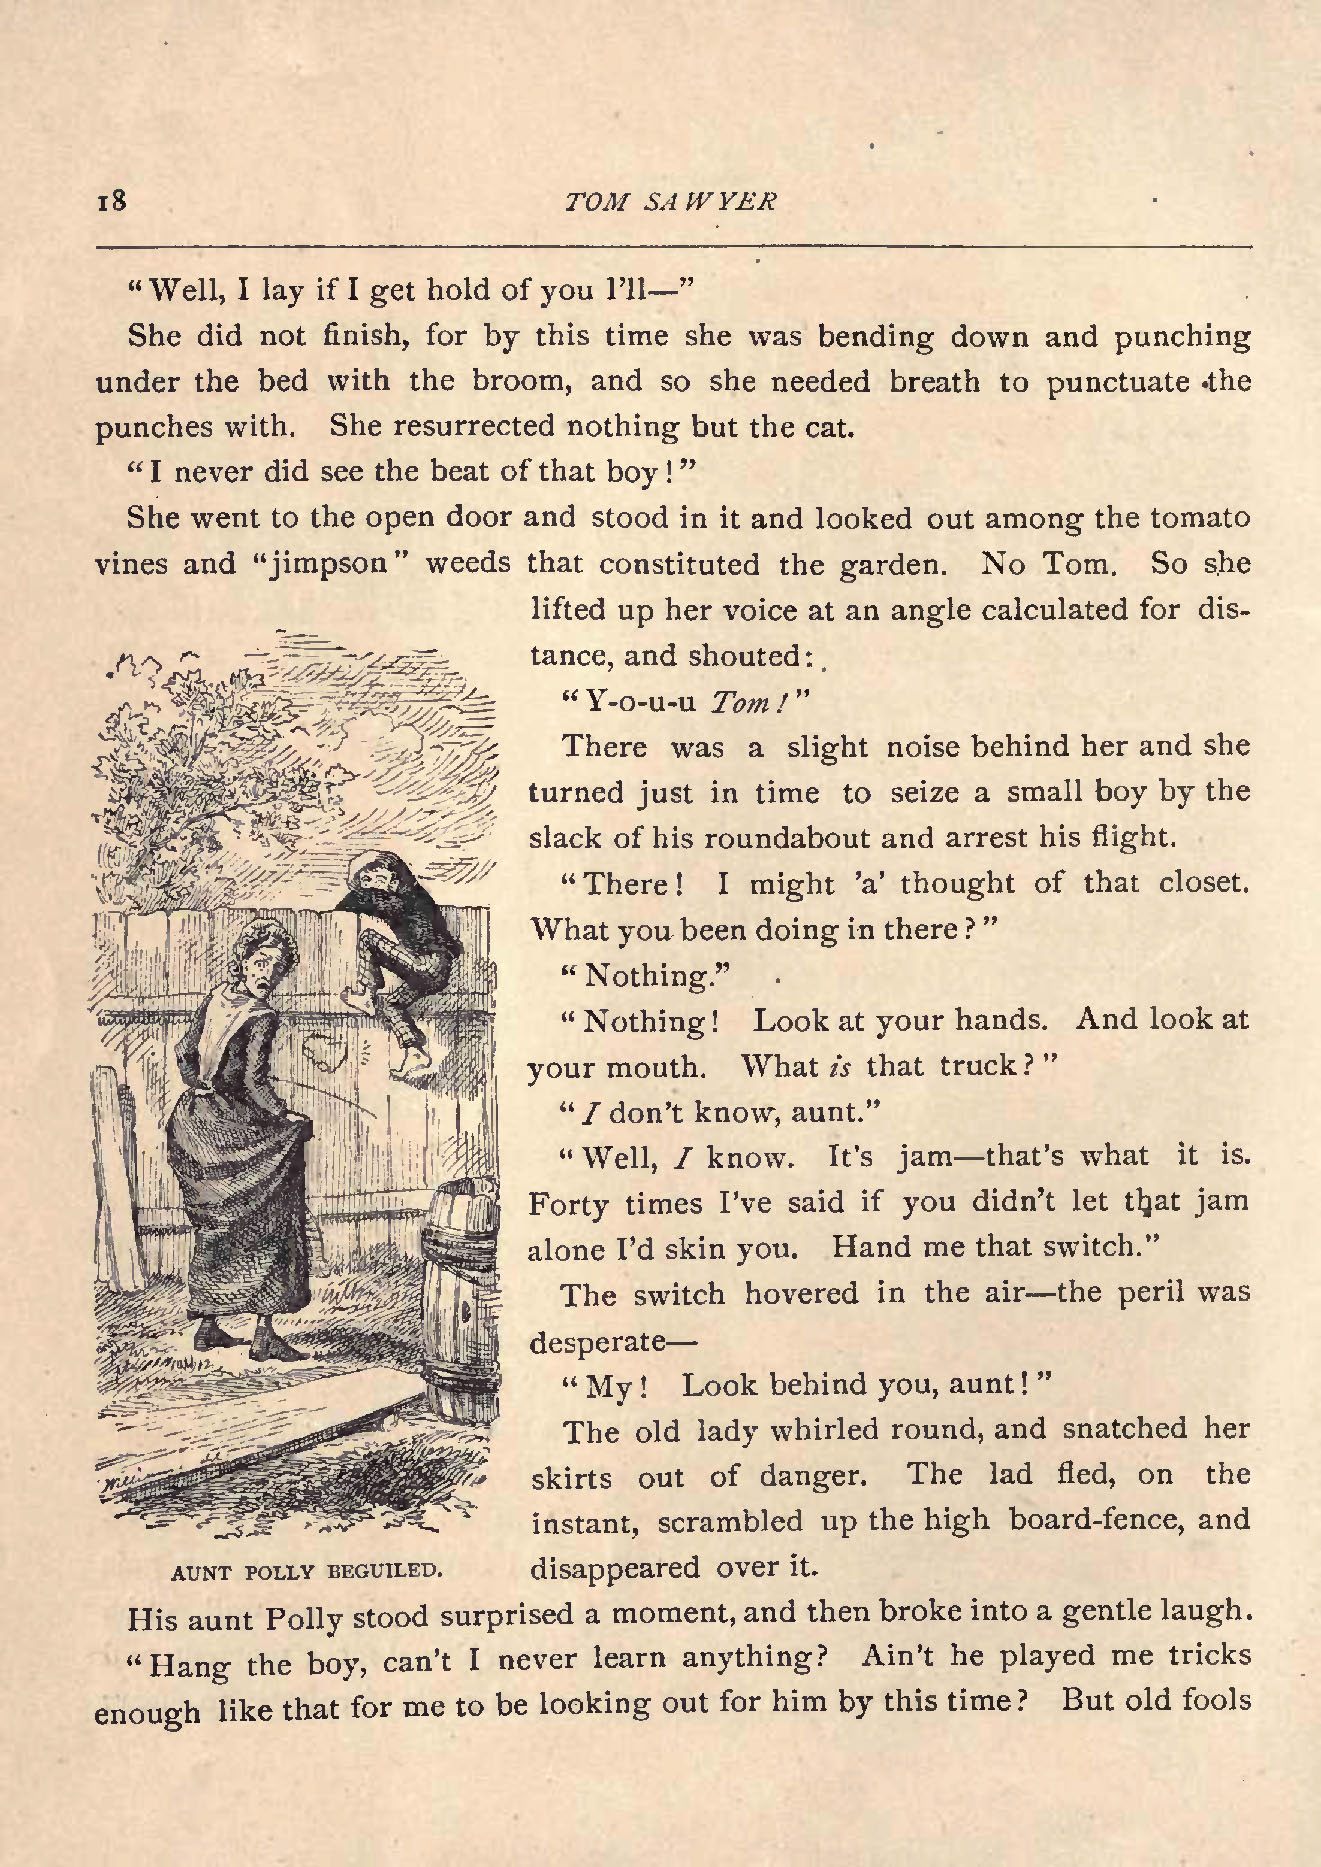 18
TOM SAWYER
“Well, I lay if I get hold of you I’ll—”
She did not finish, for by this time she was bending down and punching
under the bed with the broom, and so she needed breath to punctuate the
punches with. She resurrected nothing but the cat.
“I never did see the beat of that boy!”
She went to the open door and stood in it and looked out among the tomato
vines and “jimpson” weeds that constituted the garden. No Tom. So she
lifted up her voice at an angle calculated for dis-
tance, and shouted:
“Y-o-u-u Tom!”
There was a slight noise behind her and she
turned just in time to seize a small boy by the
slack of his roundabout and arrest his flight.
“There! I might ’a’ thought of that closet.
What you been doing in there?”
“Nothing.”
“Nothing! Look at your hands. And look at
your mouth. What is that truck?”
“I don’t know, aunt.”
“Well, I know. It’s jam—that’s what it is.
Forty times I’ve said if you didn’t let that jam
alone I’d skin you. Hand me that switch.”
The switch hovered in the air—the peril was
desperate—
“My! Look behind you, aunt!”
The old lady whirled round, and snatched her
skirts out of danger. The lad fled, on the
instant, scrambled up the high board-fence, and
disappeared over it.
AUNT POLLY BEGUILED.
His aunt Polly stood surprised a moment, and then broke into a gentle laugh.
“Hang the boy, can’t I never learn anything? Ain’t he played me tricks
enough like that for me to be looking out for him by this time? But old fools